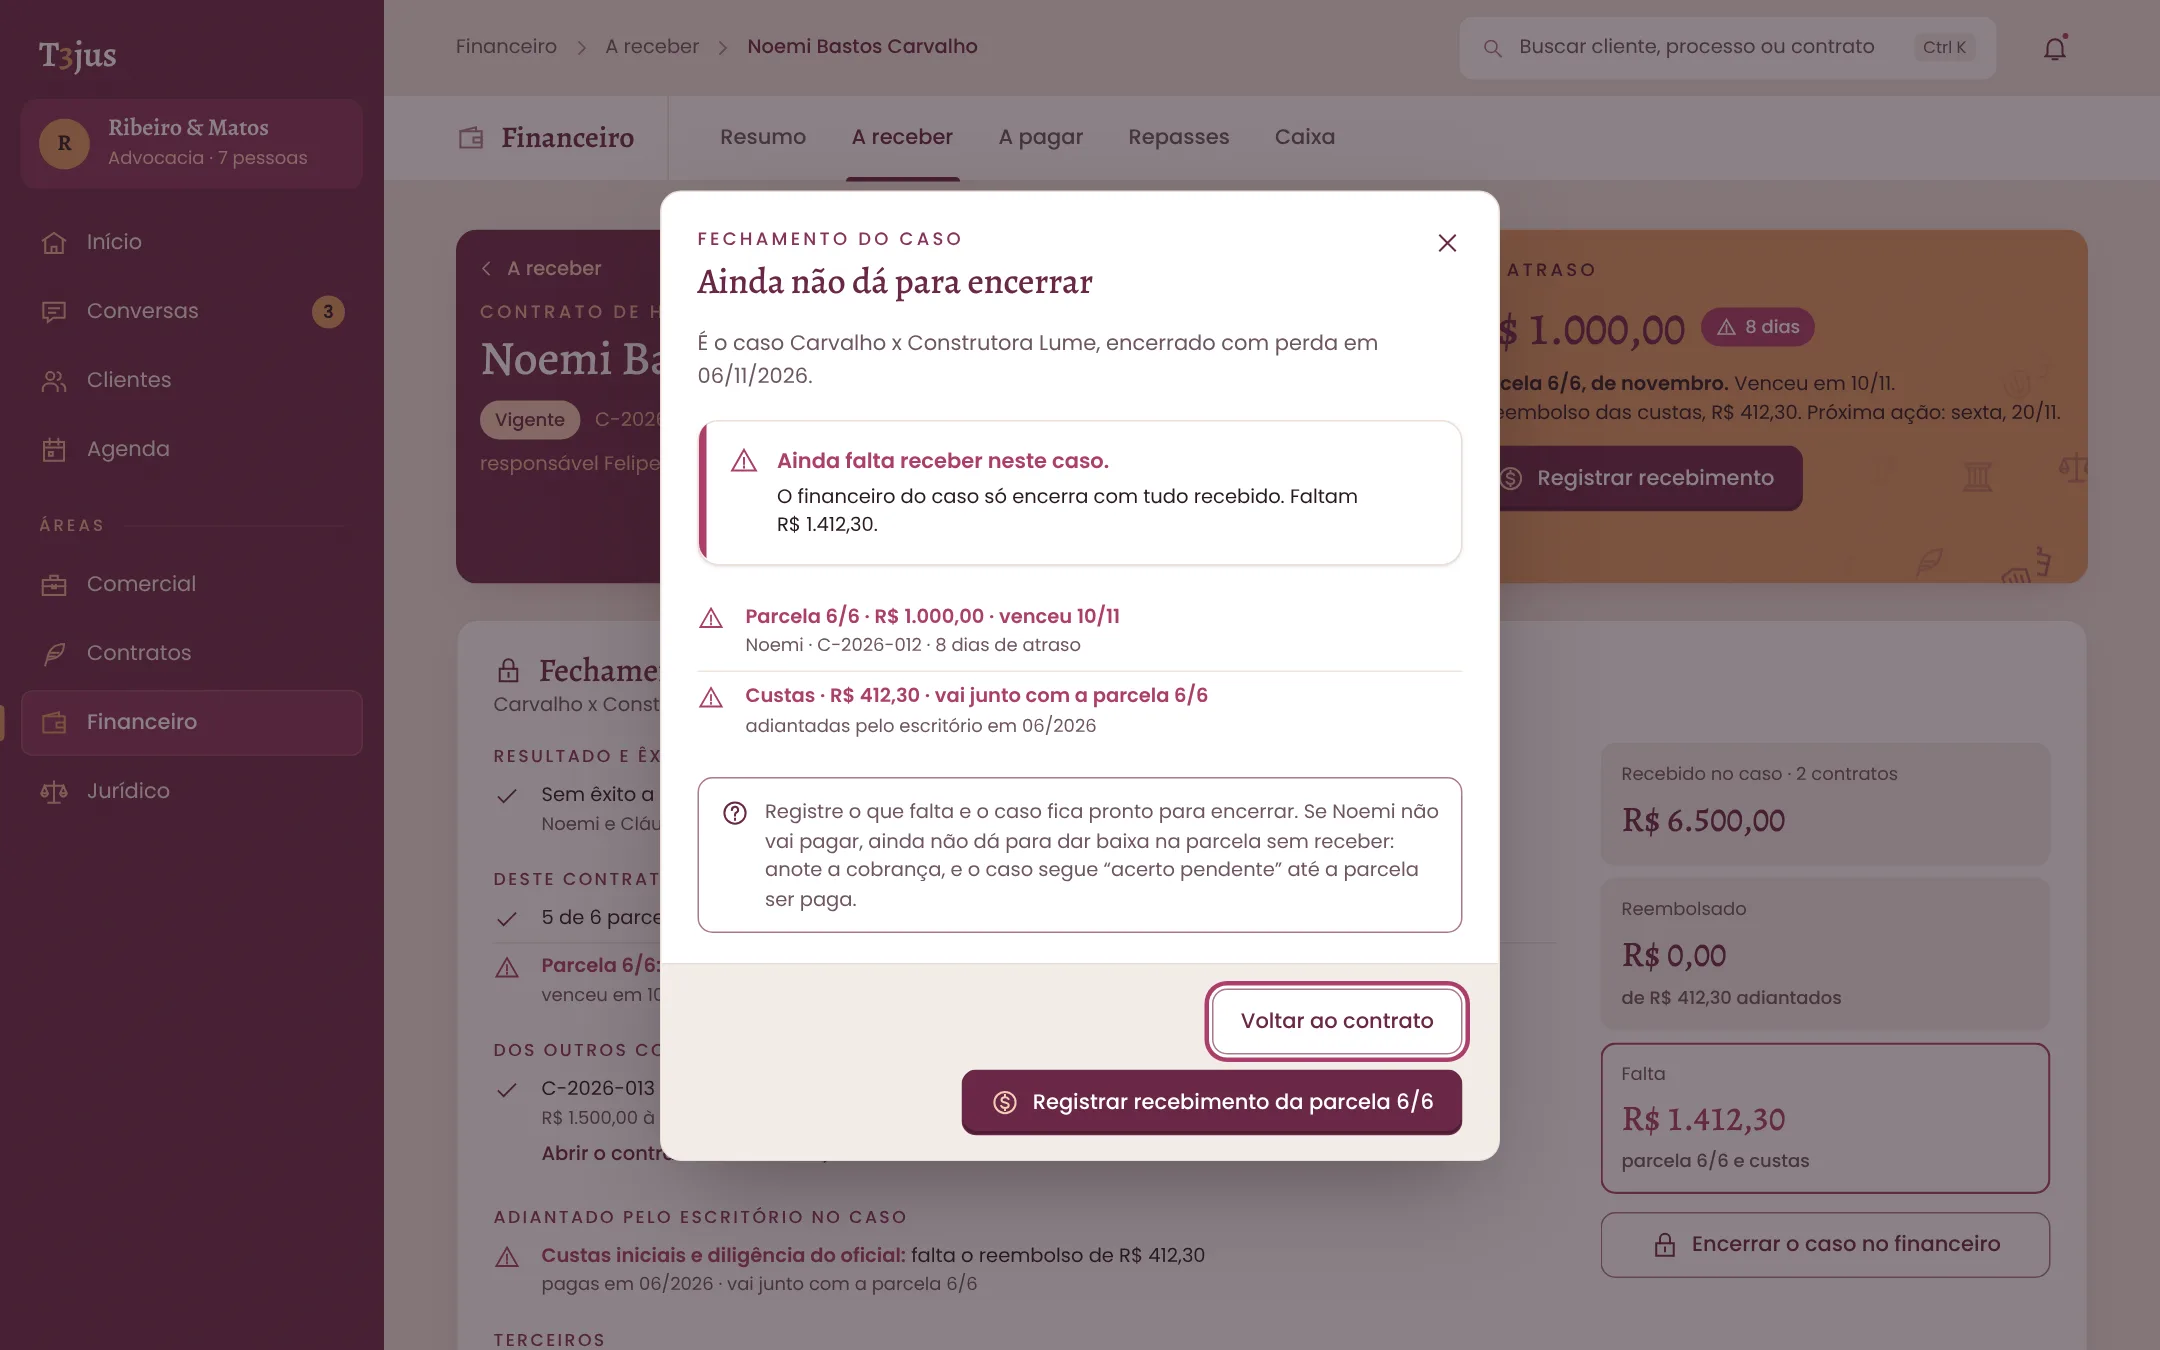 T3jus
R
Ribeiro & Matos
Advocacia · 7 pessoas
Início
Conversas
3
Clientes
Agenda
ÁREAS
Comercial
Contratos
Financeiro
Jurídico
Financeiro
A receber
Noemi Bastos Carvalho
Buscar cliente, processo ou contrato
Ctrl K
Financeiro
Resumo
A receber
A pagar
Repasses
Caixa
A receber
CONTRATO DE H
Noemi Ba
Vigente
C-2026
responsável Felipe
ATRASO
$ 1.000,00
8 dias
cela 6/6, de novembro. Venceu em 10/11.
eembolso das custas, R$ 412,30. Próxima ação: sexta, 20/11.
Registrar recebimento
FECHAMENTO DO CASO
Ainda não dá para encerrar
É o caso Carvalho x Construtora Lume, encerrado com perda em
06/11/2026.
Ainda falta receber neste caso.
O financeiro do caso só encerra com tudo recebido. Faltam
R$ 1.412,30.
Parcela 6/6 · R$ 1.000,00 · venceu 10/11
Noemi · C-2026-012 · 8 dias de atraso
Custas · R$ 412,30 · vai junto com a parcela 6/6
adiantadas pelo escritório em 06/2026
Registre o que falta e o caso fica pronto para encerrar. Se Noemi não
vai pagar, ainda não dá para dar baixa na parcela sem receber:
anote a cobrança, e o caso segue “acerto pendente” até a parcela
ser paga.
Voltar ao contrato
Registrar recebimento da parcela 6/6
Fechame
Carvalho x Const
RESULTADO E ÊX
Sem êxito a
Noemi e Cláu
DESTE CONTRAT
5 de 6 parce
Parcela 6/6:
venceu em 10
DOS OUTROS CO
C-2026-013
R$ 1.500,00 à
Abrir o contr
ADIANTADO PELO ESCRITÓRIO NO CASO
Custas iniciais e diligência do oficial: falta o reembolso de R$ 412,30
pagas em 06/2026 · vai junto com a parcela 6/6
TERCEIROS
Recebido no caso · 2 contratos
R$ 6.500,00
Reembolsado
R$ 0,00
de R$ 412,30 adiantados
Falta
R$ 1.412,30
parcela 6/6 e custas
Encerrar o caso no financeiro